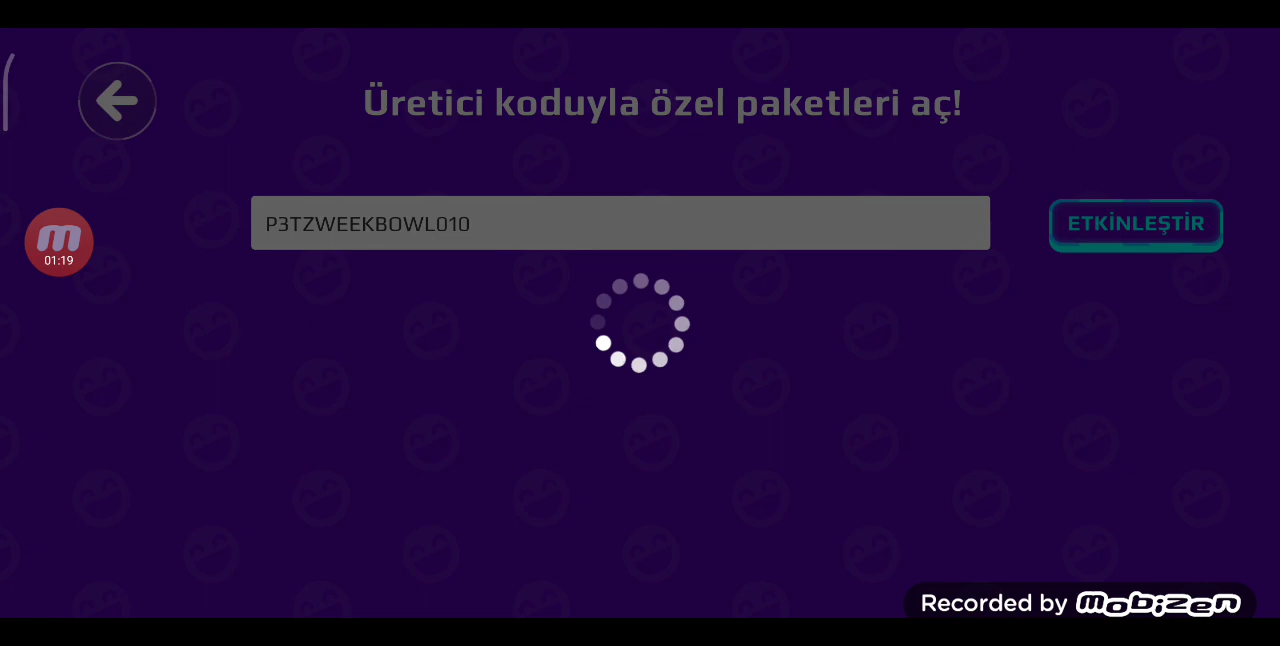 Üretici koduyla özel paketleri aç!
P3TZWEEKBOWL010
ETKİNLEŞTİR
01:19
Recorded by mobizen